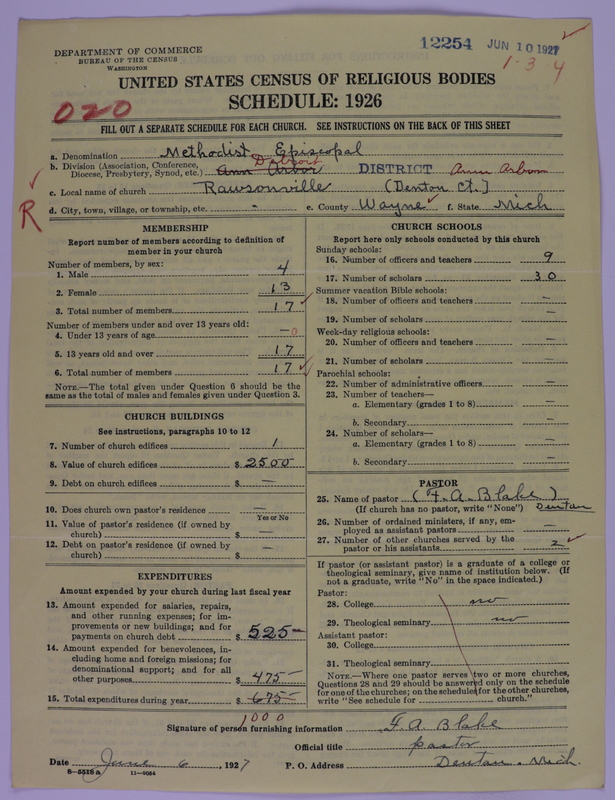 DEPARTMENT OF COMMERCE
BUREAU OF THE CENSUS
WASHINGTON
12254 JUN 10 1927
1-3-4
UNITED STATES CENSUS OF RELIGIOUS BODIES
SCHEDULE: 1926
020
FILL OUT A SEPARATE SCHEDULE FOR EACH CHURCH. SEE INSTRUCTIONS ON THE BACK OF THIS SHEET
a. Denomination Methodist Episcopal
b. Division (Association, Conference, Diocese, Presbytery, Synod, etc.) Ann Arbor Detroit DISTRICT Ann Arbor
c. Local name of church Rawsonville (Denton Ct.)
d. City, town, village, or township, etc. " e. County Wayne f. State Mich
R
MEMBERSHIP
Report number of members according to definition of
member in your church
Number of members, by sex:
1. Male 4
2. Female 13
3. Total number of members 17
Number of members under and over 13 years old:
4. Under 13 years of age — 0
5. 13 years old and over 17
6. Total number of members 17
NOTE.—The total given under Question 6 should be
same as the total of males and females given under Question 3.
CHURCH BUILDINGS
See instructions, paragraphs 10 to 12
7. Number of church edifices 1
8. Value of church edifices $ 2500
9. Debt on church edifices $ —
10. Does church own pastor's residence —
Yes or No
11. Value of pastor's residence (if owned by
church) $ —
12. Debt on pastor's residence (if owned by
church) $ —
EXPENDITURES
Amount expended by your church during last fiscal year
13. Amount expended for salaries, repairs,
and other running expenses; for im-
provements or new buildings; and for
payments on church debt $ 525—
14. Amount expended for benevolences, in-
cluding home and foreign missions; for
denominational support; and for all
other purposes $ 475—
15. Total expenditures during year $ 675—
1000
CHURCH SCHOOLS
Report here only schools conducted by this church
Sunday schools:
16. Number of officers and teachers 9
17. Number of scholars 30
Summer vacation Bible schools:
18. Number of officers and teachers —
19. Number of scholars —
Week-day religious schools:
20. Number of officers and teachers —
21. Number of scholars —
Parochial schools:
22. Number of administrative officers —
23. Number of teachers—
a. Elementary (grades 1 to 8) —
b. Secondary —
24. Number of scholars—
a. Elementary (grades 1 to 8) —
b. Secondary —
PASTOR
25. Name of pastor (F. A. Blake)
(If church has no pastor, write "None") Denton
26. Number of ordained ministers, if any, em-
ployed as assistant pastors —
27. Number of other churches served by the
pastor or his assistants 2
If pastor (or assistant pastor) is a graduate of a college or
theological seminary, give name of institution below. (If
not a graduate, write "No" in the space indicated.)
Pastor:
28. College no
29. Theological seminary no
Assistant pastor:
30. College
31. Theological seminary
NOTE.—Where one pastor serves two or more churches,
Questions 28 and 29 should be answered only on the schedule
for one of the churches; on the schedules for the other churches,
write "See schedule for church."
Signature of person furnishing information F. A. Blake
Official title pastor
Date June 6, 1927 P. O. Address Denton. Mich.
8-5518 a 11-9054